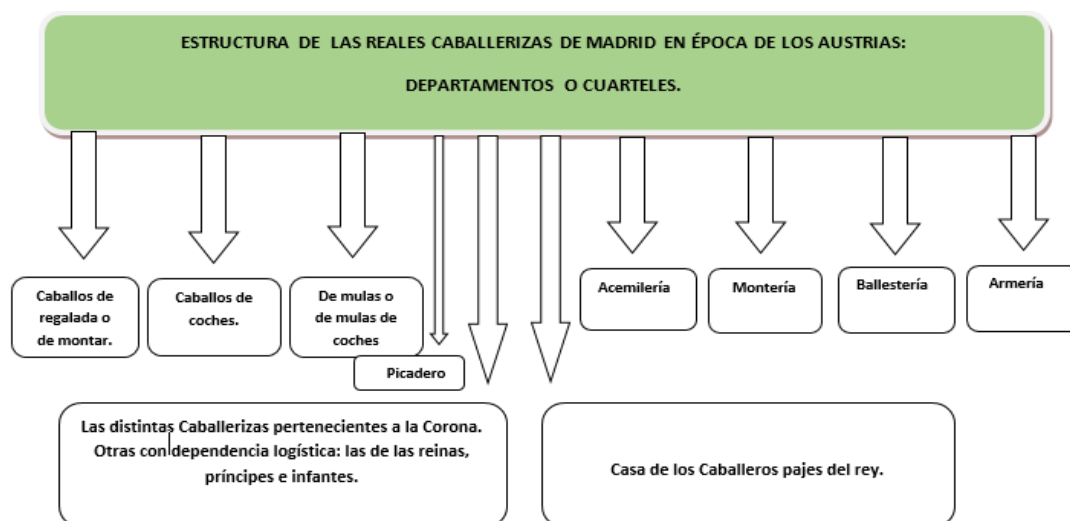 ESTRUCTURA DE LAS REALES CABALLERIZAS DE MADRID EN ÉPOCA DE LOS AUSTRIAS:
DEPARTAMENTOS O CUARTELES.
Caballos de
regalada o
de montar.
Caballos de
coches.
De mulas o
de mulas de
coches
Picadero
Acemilería
Montería
Ballestería
Armería
Las distintas Caballerizas pertenecientes a la Corona.
Otras con dependencia logística: las de las reinas,
príncipes e infantes.
Casa de los Caballeros pajes del rey.